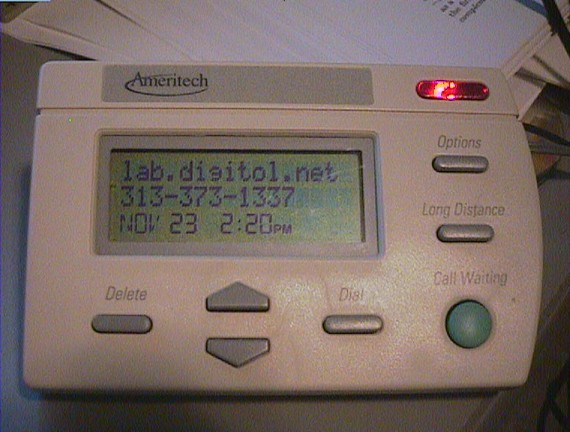 Ameritech
lab.digitol.net
313-373-1337
NOV 23 2:20PM
Options
Long Distance
Call Waiting
Delete
Dial